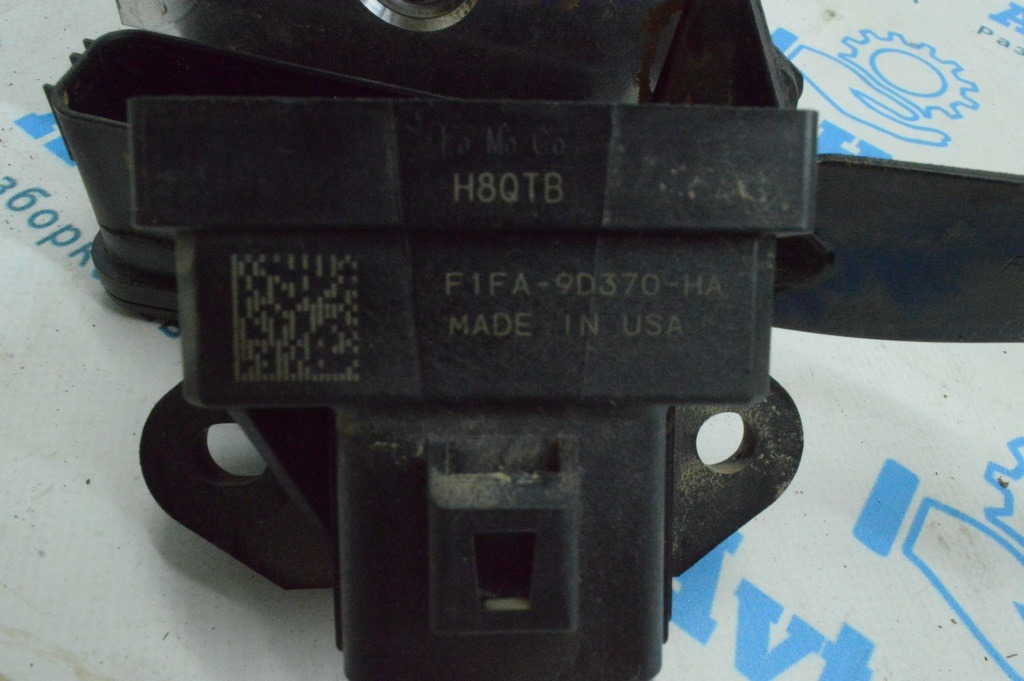 Fo Mo Co
H8QTB
F1FA-9D370-HA
MADE IN USA